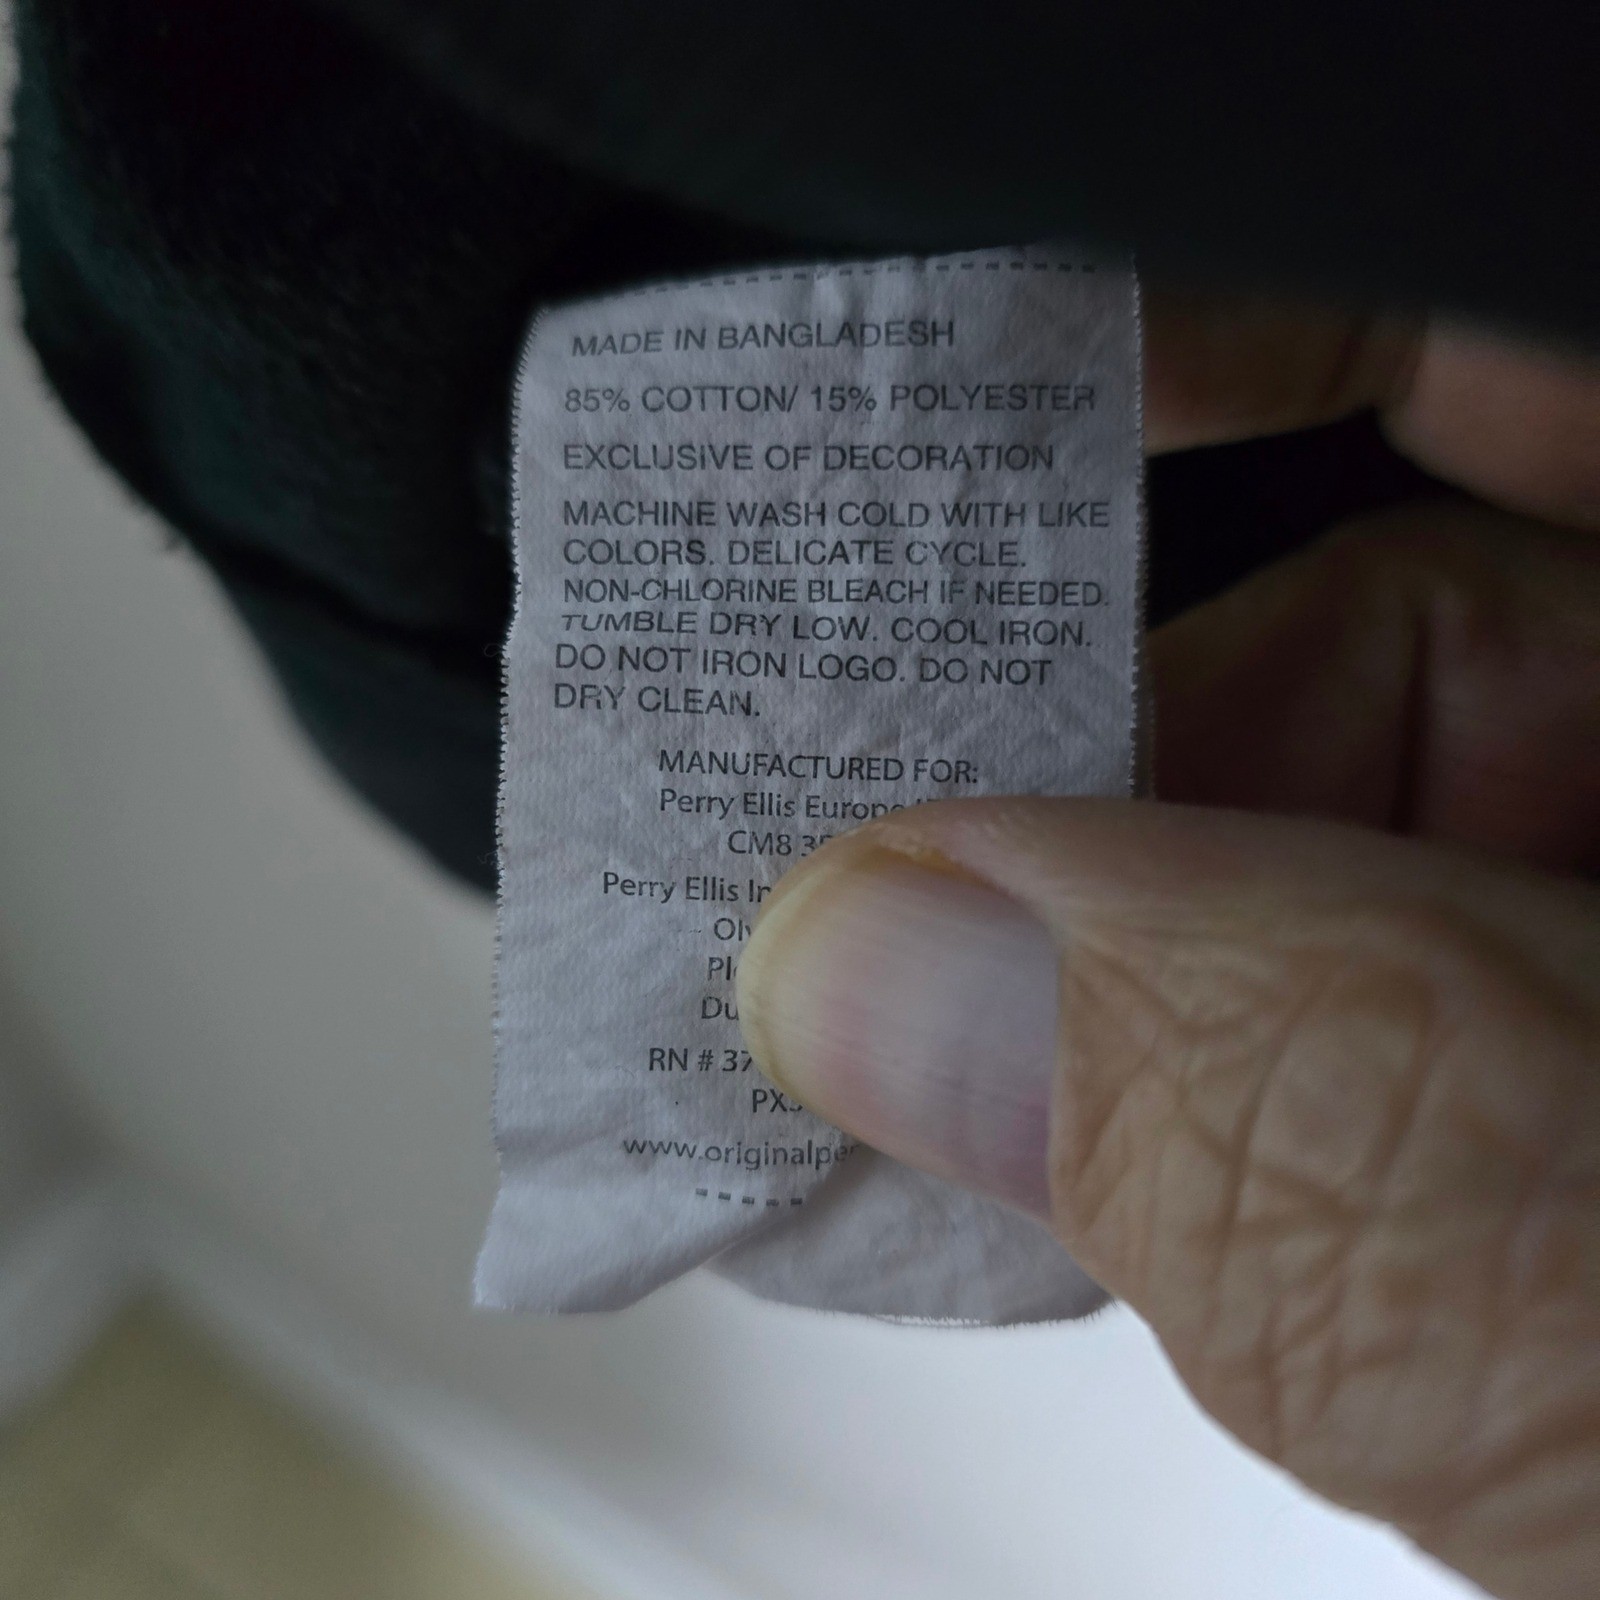 MADE IN BANGLADESH
85% COTTON/ 15% POLYESTER
EXCLUSIVE OF DECORATION
MACHINE WASH COLD WITH LIKE
COLORS. DELICATE CYCLE.
NON-CHLORINE BLEACH IF NEEDED.
TUMBLE DRY LOW. COOL IRON.
DO NOT IRON LOGO. DO NOT
DRY CLEAN.
MANUFACTURED FOR:
Perry Ellis Europe
CM8
Perry Ellis
RN #